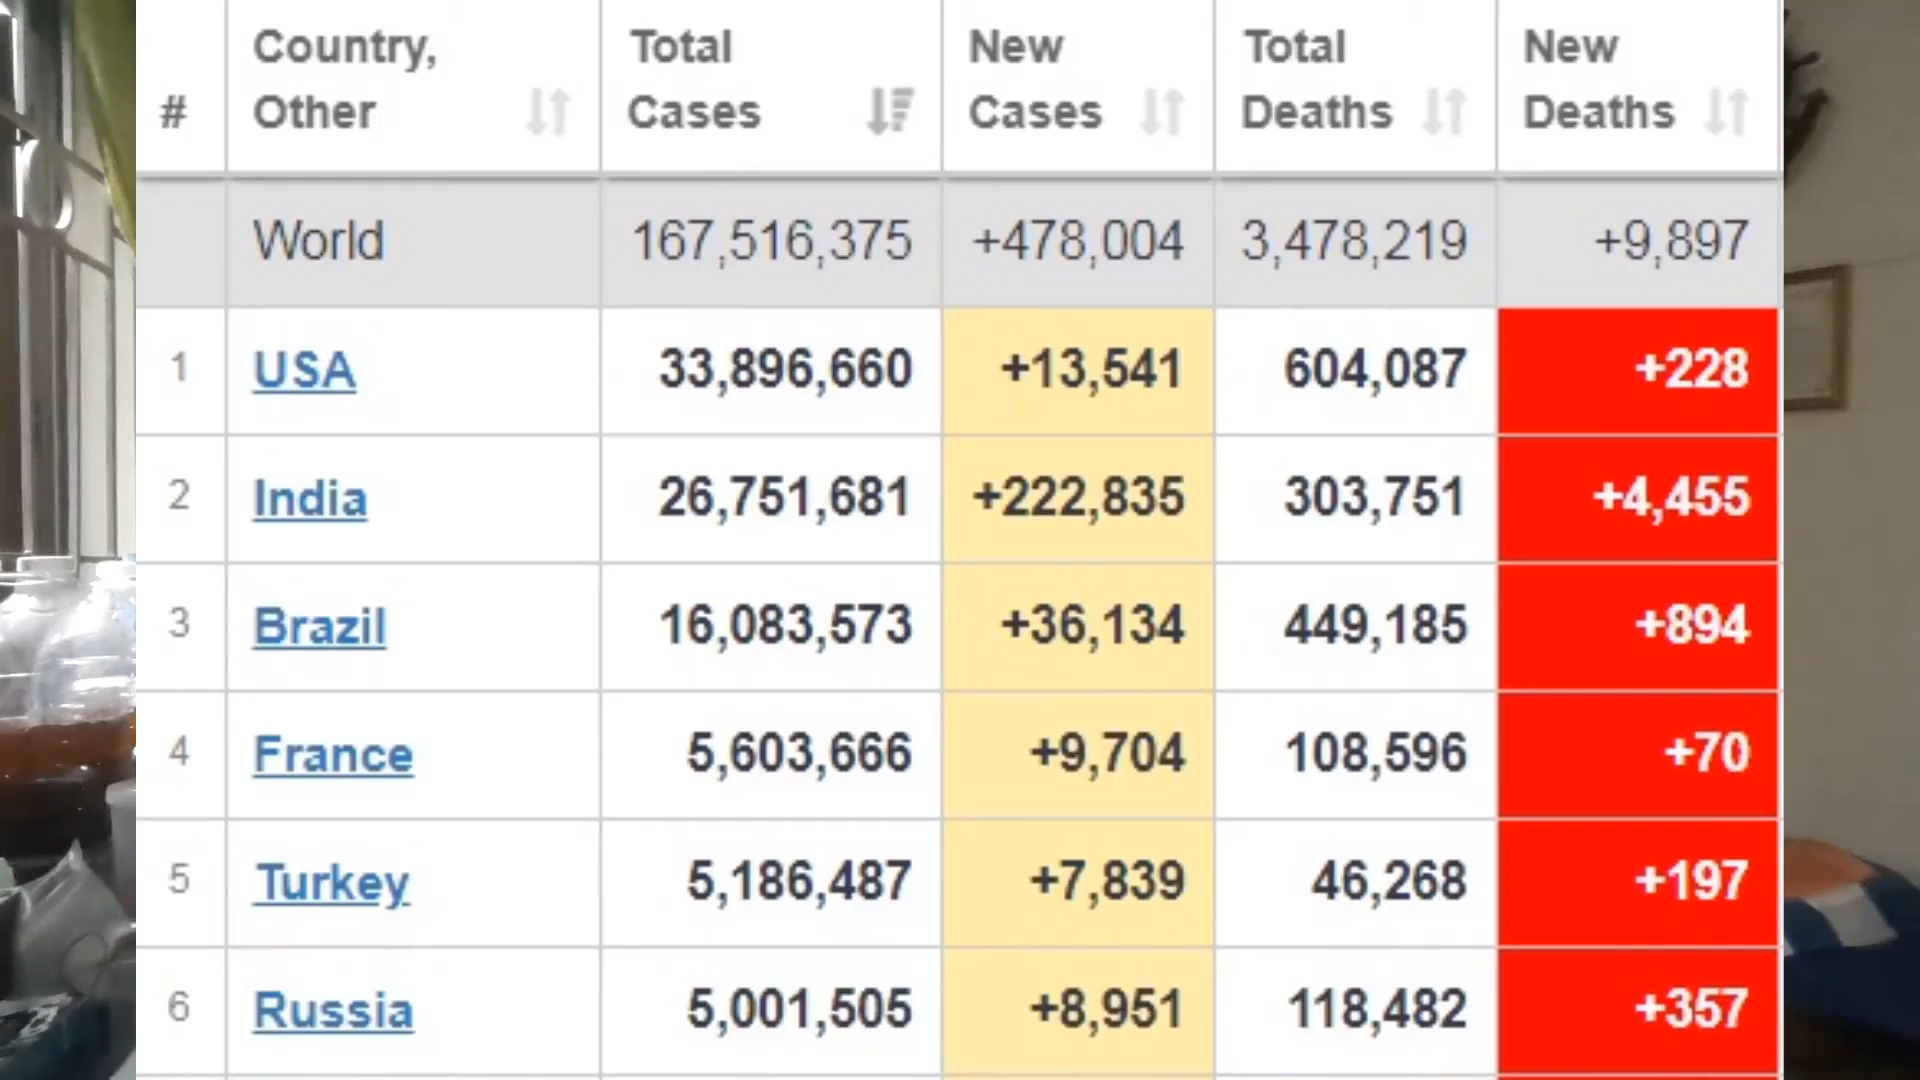 # Country, Other Total Cases New Cases Total Deaths New Deaths
World 167,516,375 +478,004 3,478,219 +9,897
1 USA 33,896,660 +13,541 604,087 +228
2 India 26,751,681 +222,835 303,751 +4,455
3 Brazil 16,083,573 +36,134 449,185 +894
4 France 5,603,666 +9,704 108,596 +70
5 Turkey 5,186,487 +7,839 46,268 +197
6 Russia 5,001,505 +8,951 118,482 +357